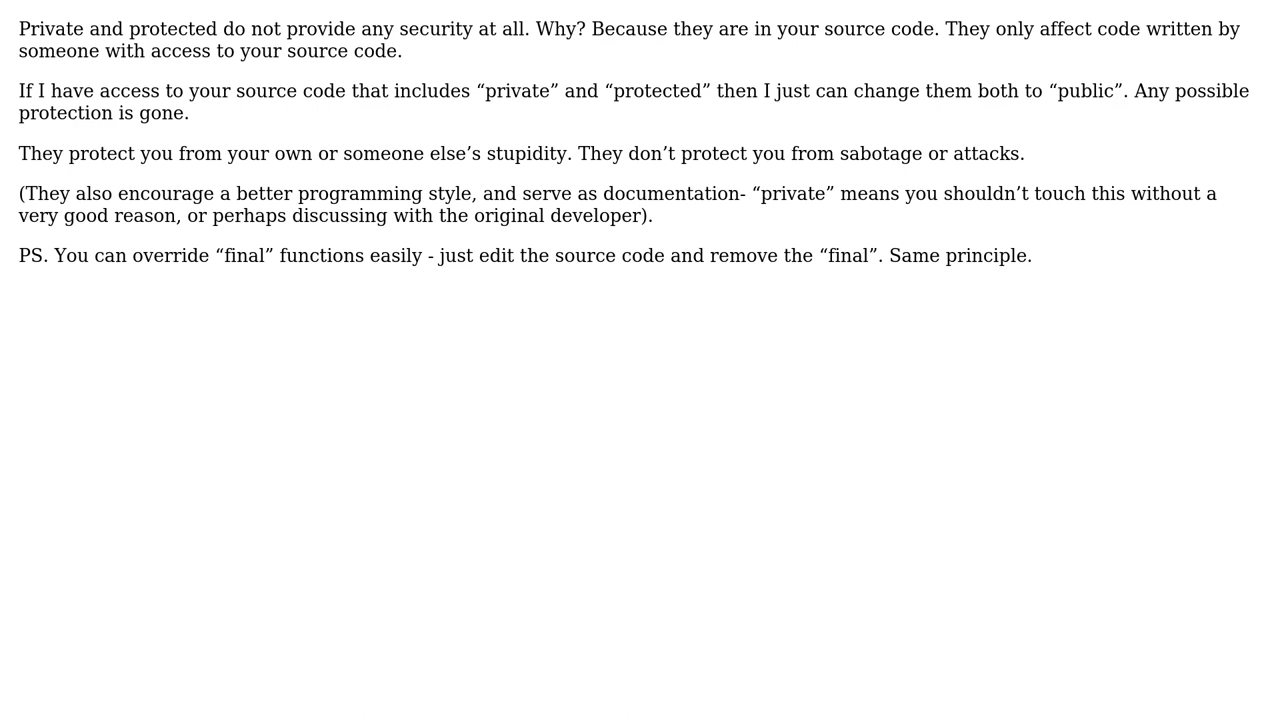 Private and protected do not provide any security at all. Why? Because they are in your source code. They only affect code written by
someone with access to your source code.
If I have access to your source code that includes “private” and “protected” then I just can change them both to “public”. Any possible
protection is gone.
They protect you from your own or someone else’s stupidity. They don’t protect you from sabotage or attacks.
(They also encourage a better programming style, and serve as documentation- “private” means you shouldn’t touch this without a
very good reason, or perhaps discussing with the original developer).
PS. You can override “final” functions easily - just edit the source code and remove the “final”. Same principle.